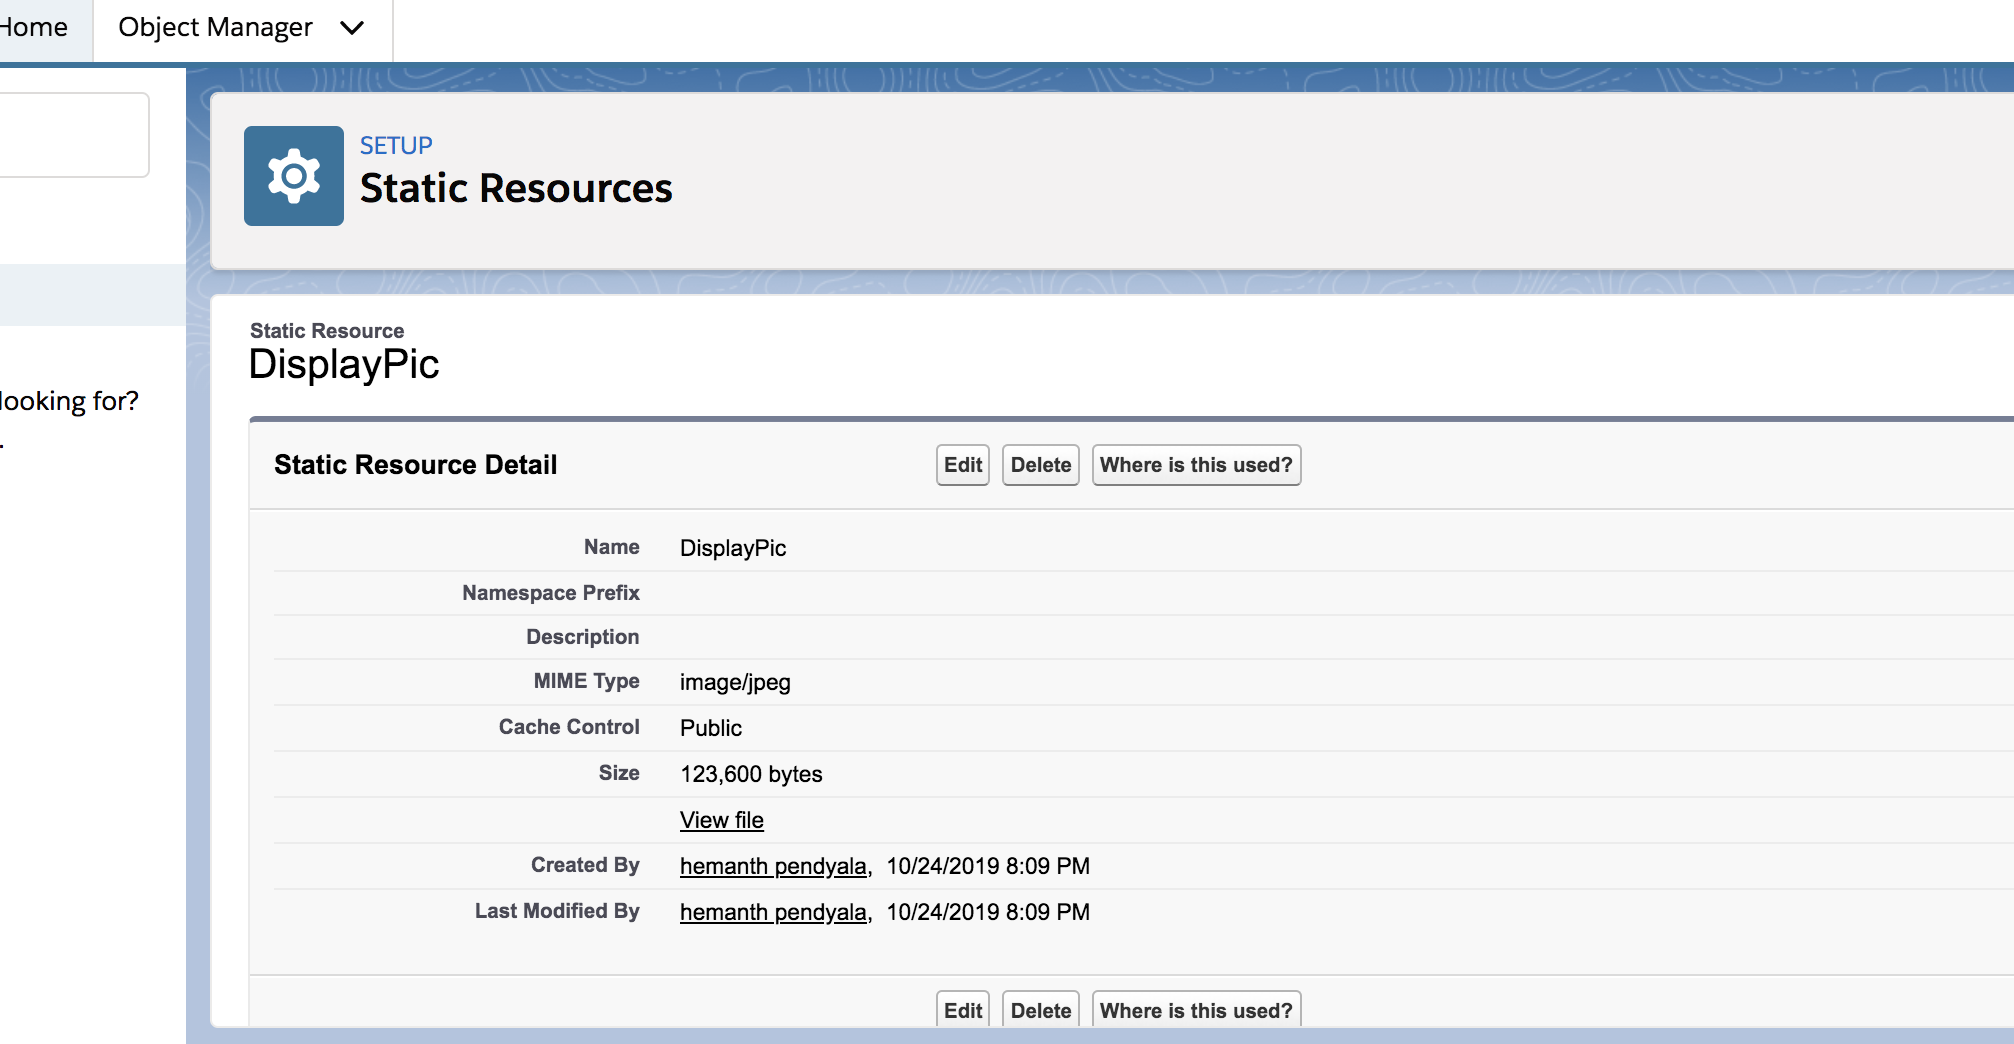 Home
Object Manager
SETUP
Static Resources
looking for?
.
Static Resource
DisplayPic
Static Resource Detail
Edit Delete Where is this used?
Name DisplayPic
Namespace Prefix
Description
MIME Type image/jpeg
Cache Control Public
Size 123,600 bytes
View file
Created By hemanth pendyala, 10/24/2019 8:09 PM
Last Modified By hemanth pendyala, 10/24/2019 8:09 PM
Edit Delete Where is this used?